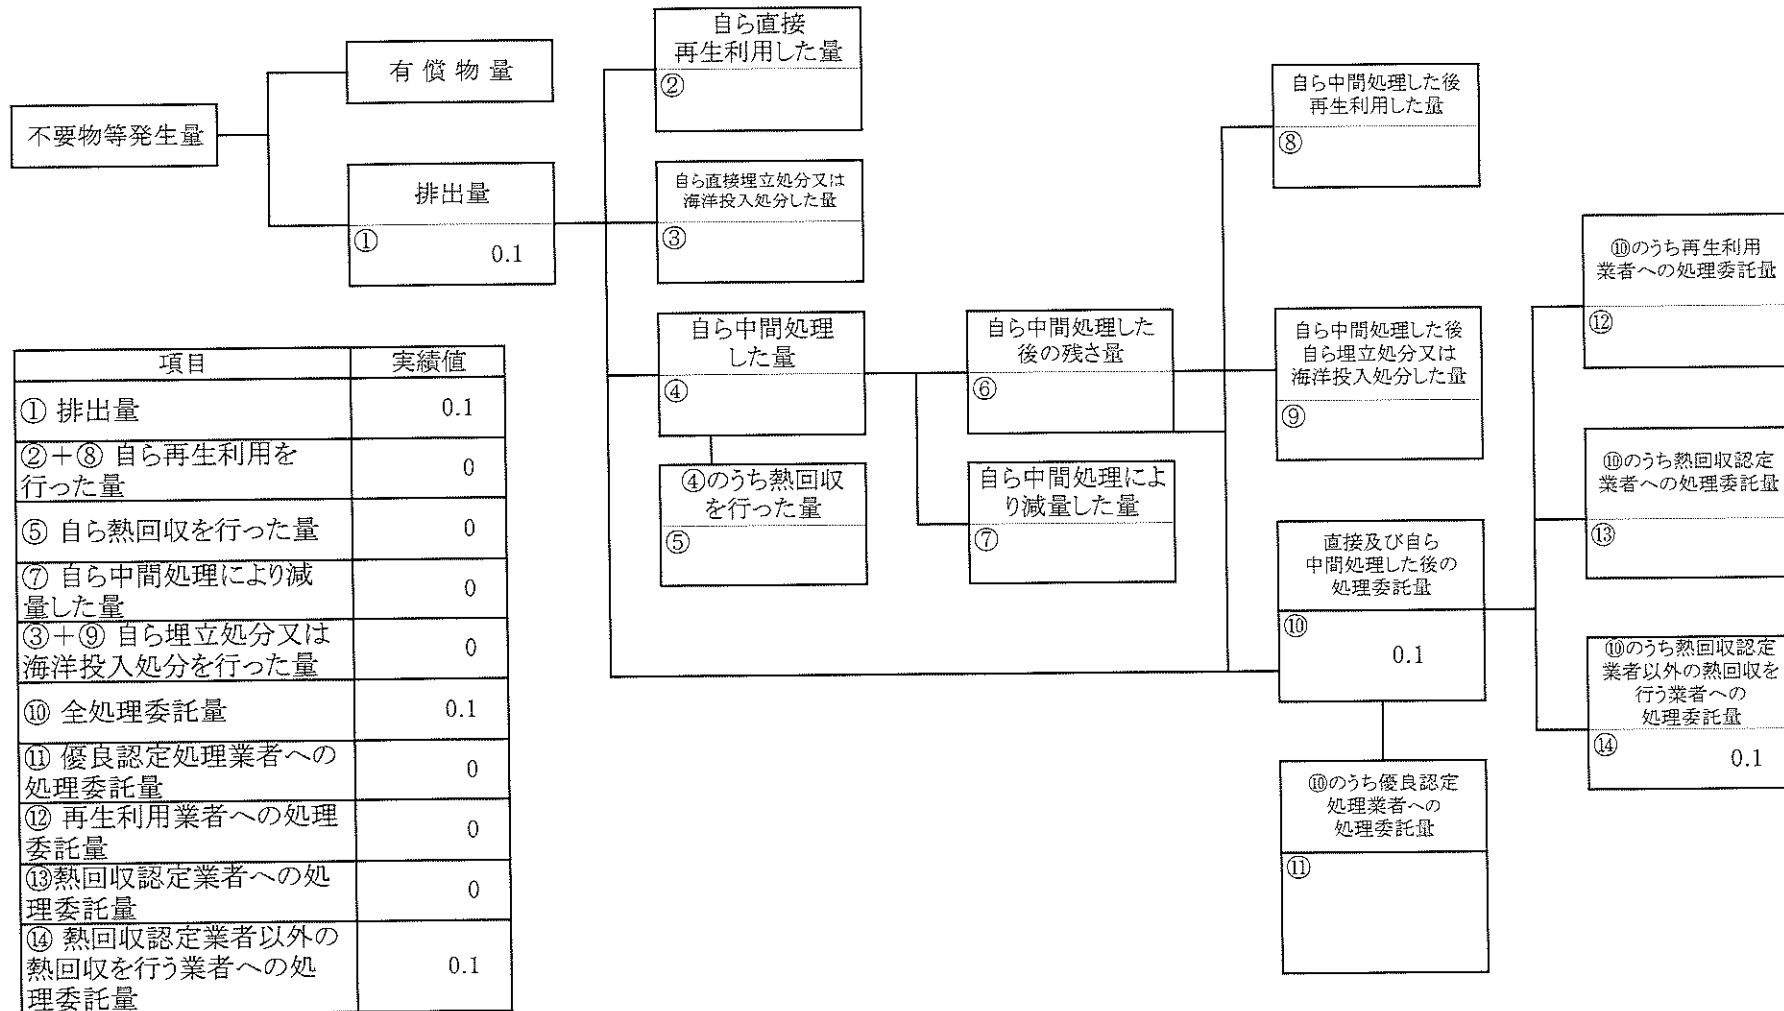 不要物等発生量
有償物量
排出量
①
0.1
自ら直接
再生利用した量
②
自ら直接埋立処分又は
海洋投入処分した量
③
自ら中間処理
した量
④
④のうち熱回収
を行った量
⑤
自ら中間処理した
後の残さ量
⑥
自ら中間処理によ
り減量した量
⑦
自ら中間処理した後
再生利用した量
⑧
自ら中間処理した後
自ら埋立処分又は
海洋投入処分した量
⑨
直接及び自ら
中間処理した後の
処理委託量
⑩
0.1
⑩のうち優良認定
処理業者への
処理委託量
⑪
⑩のうち再生利用
業者への処理委託量
⑫
⑩のうち熱回収認定
業者への処理委託量
⑬
⑩のうち熱回収認定
業者以外の熱回収を
行う業者への
処理委託量
⑭
0.1
項目 実績値
① 排出量 0.1
②+⑧ 自ら再生利用を
行った量 0
⑤ 自ら熱回収を行った量 0
⑦ 自ら中間処理により減
量した量 0
③+⑨ 自ら埋立処分又は
海洋投入処分を行った量 0
⑩ 全処理委託量 0.1
⑪ 優良認定処理業者への
処理委託量 0
⑫ 再生利用業者への処理
委託量 0
⑬熱回収認定業者への処
理委託量 0
⑭ 熱回収認定業者以外の
熱回収を行う業者への処
理委託量 0.1